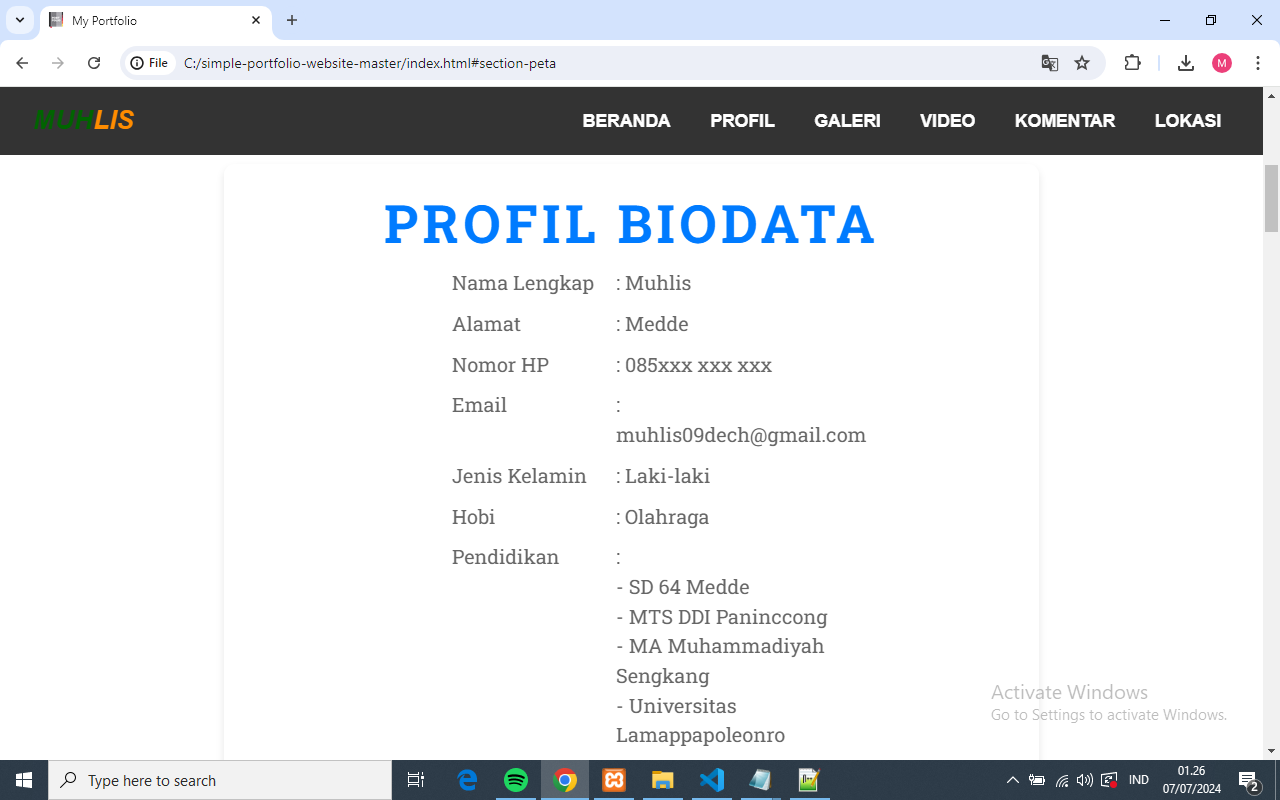 My Portfolio
File
C:/simple-portfolio-website-master/index.html#section-peta
M
MUHLIS
BERANDA PROFIL GALERI VIDEO KOMENTAR LOKASI
PROFIL BIODATA
Nama Lengkap : Muhlis
Alamat : Medde
Nomor HP : 085xxx xxx xxx
Email :
muhlis09dech@gmail.com
Jenis Kelamin : Laki-laki
Hobi : Olahraga
Pendidikan :
- SD 64 Medde
- MTS DDI Paninccong
- MA Muhammadiyah
Sengkang
- Universitas
Lamappapoleonro
Activate Windows
Go to Settings to activate Windows.
Type here to search
IND
01.26
07/07/2024
2